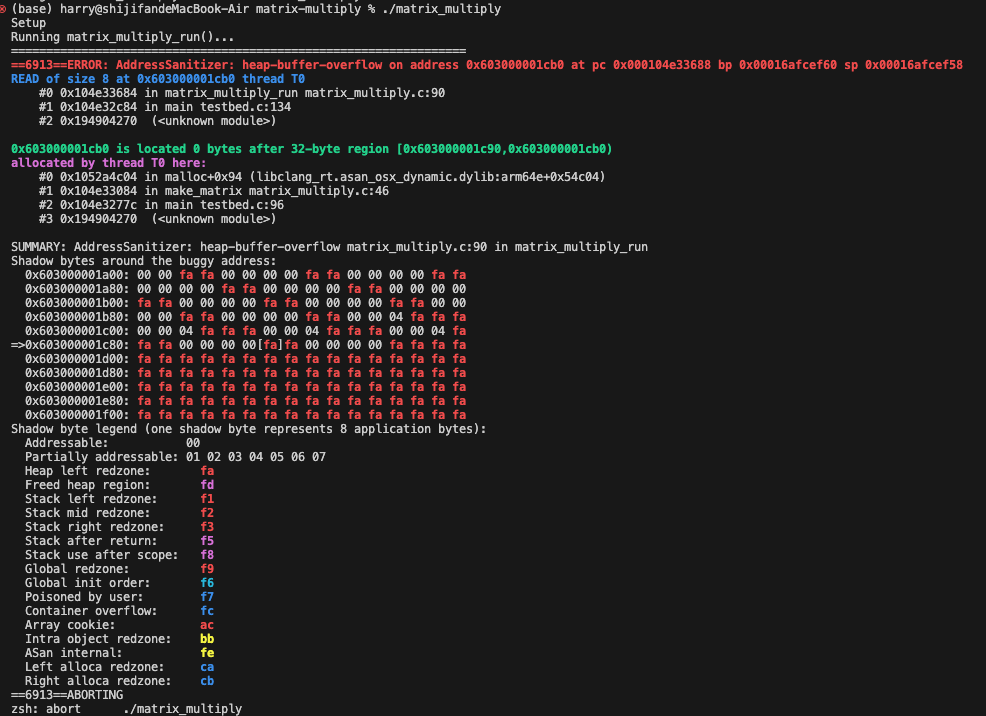 (base) harry@shijifandeMacBook-Air matrix-multiply % ./matrix_multiply
Setup
Running matrix_multiply_run()...
=================================================================
==6913==ERROR: AddressSanitizer: heap-buffer-overflow on address 0x603000001cb0 at pc 0x000104e33688 bp 0x00016afcef60 sp 0x00016afcef58
READ of size 8 at 0x603000001cb0 thread T0
    #0 0x104e33684 in matrix_multiply_run matrix_multiply.c:90
    #1 0x104e32c84 in main testbed.c:134
    #2 0x194904270  (<unknown module>)

0x603000001cb0 is located 0 bytes after 32-byte region [0x603000001c90,0x603000001cb0)
allocated by thread T0 here:
    #0 0x1052a4c04 in malloc+0x94 (libclang_rt.asan_osx_dynamic.dylib:arm64e+0x54c04)
    #1 0x104e33084 in make_matrix matrix_multiply.c:46
    #2 0x104e3277c in main testbed.c:96
    #3 0x194904270  (<unknown module>)

SUMMARY: AddressSanitizer: heap-buffer-overflow matrix_multiply.c:90 in matrix_multiply_run
Shadow bytes around the buggy address:
  0x603000001a00: 00 00 fa fa 00 00 00 00 fa fa 00 00 00 00 fa fa
  0x603000001a80: 00 00 00 00 fa fa 00 00 00 00 fa fa 00 00 00 00
  0x603000001b00: fa fa 00 00 00 00 fa fa 00 00 00 00 fa fa 00 00
  0x603000001b80: 00 00 fa fa 00 00 00 00 fa fa 00 00 04 fa fa fa
  0x603000001c00: 00 00 04 fa fa fa 00 00 04 fa fa fa 00 00 04 fa
=>0x603000001c80: fa fa 00 00 00 00[fa]fa 00 00 00 00 fa fa fa fa
  0x603000001d00: fa fa fa fa fa fa fa fa fa fa fa fa fa fa fa fa
  0x603000001d80: fa fa fa fa fa fa fa fa fa fa fa fa fa fa fa fa
  0x603000001e00: fa fa fa fa fa fa fa fa fa fa fa fa fa fa fa fa
  0x603000001e80: fa fa fa fa fa fa fa fa fa fa fa fa fa fa fa fa
  0x603000001f00: fa fa fa fa fa fa fa fa fa fa fa fa fa fa fa fa
Shadow byte legend (one shadow byte represents 8 application bytes):
  Addressable:           00
  Partially addressable: 01 02 03 04 05 06 07
  Heap left redzone:       fa
  Freed heap region:       fd
  Stack left redzone:      f1
  Stack mid redzone:       f2
  Stack right redzone:     f3
  Stack after return:      f5
  Stack use after scope:   f8
  Global redzone:          f9
  Global init order:       f6
  Poisoned by user:        f7
  Container overflow:      fc
  Array cookie:            ac
  Intra object redzone:    bb
  ASan internal:           fe
  Left alloca redzone:     ca
  Right alloca redzone:    cb
==6913==ABORTING
zsh: abort      ./matrix_multiply